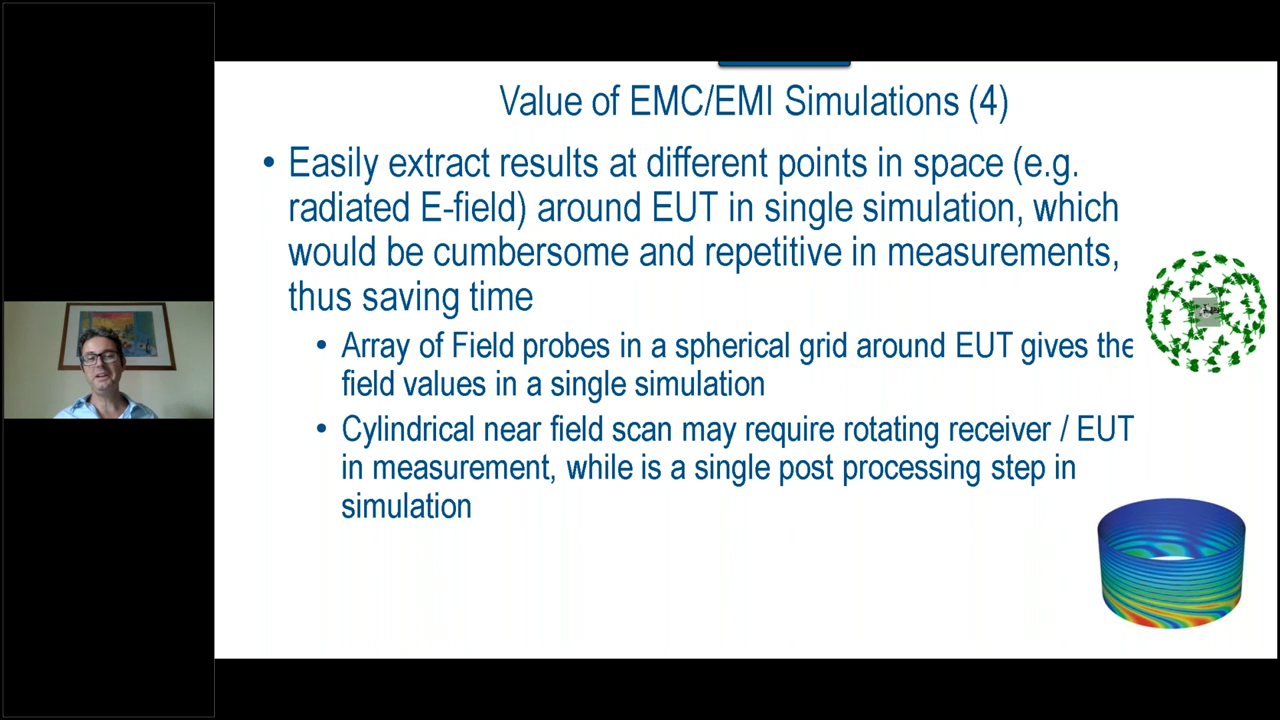 Value of EMC/EMI Simulations (4)
• Easily extract results at different points in space (e.g.
radiated E-field) around EUT in single simulation, which
would be cumbersome and repetitive in measurements,
thus saving time
• Array of Field probes in a spherical grid around EUT gives the
field values in a single simulation
• Cylindrical near field scan may require rotating receiver / EUT
in measurement, while is a single post processing step in
simulation